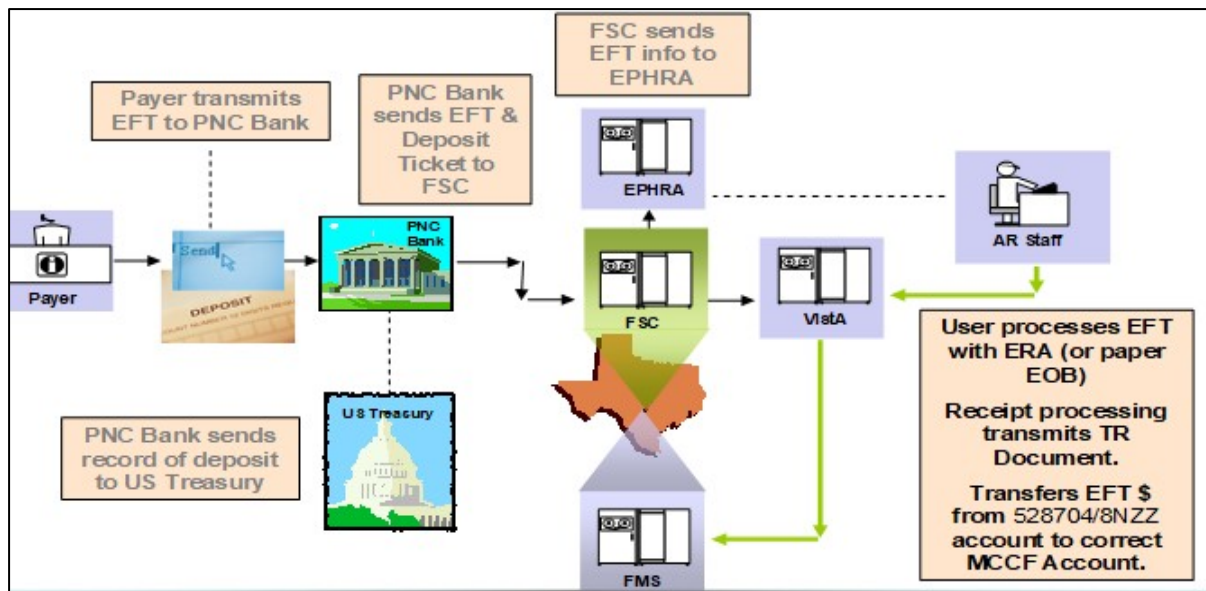 FSC sends
EFT info to
EPHRA
Payer transmits
EFT to PNC Bank
PNC Bank
sends EFT &
Deposit
Ticket to
FSC
EPHRA
AR Staff
Payer
Send
DEPOSIT
PNC
Bank
FSC
VistA
US Treasury
PNC Bank sends
record of deposit
to US Treasury
User processes EFT
with ERA (or paper
EOB)
Receipt processing
transmits TR
Document.
Transfers EFT $
from 528704/8NZZ
account to correct
MCCF Account.
FMS